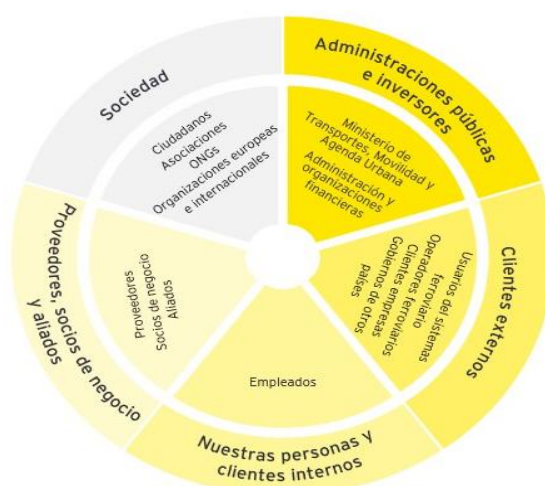 Sociedad
Ciudadanos
Asociaciones
ONGs
Organizaciones europeas
e internacionales
Administraciones públicas
e inversores
Ministerio de
Transportes, Movilidad y
Agenda Urbana
Administración y
organizaciones
financieras
Clientes externos
Usuarios del sistemas
ferroviario
Operadores ferroviarios
Clientes empresas
Gobiernos de otros
países
Nuestras personas y
clientes internos
Empleados
Proveedores, socios de negocio
y aliados
Proveedores
Socios de negocio
Aliados